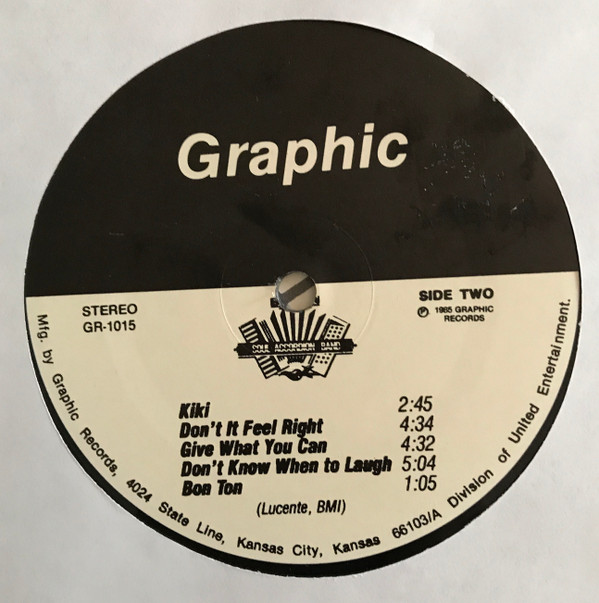 Graphic
STEREO
GR-1015
SIDE TWO
℗ 1985 GRAPHIC
RECORDS
SOUL ACCORDION BAND
Kiki 2:45
Don't It Feel Right 4:34
Give What You Can 4:32
Don't Know When to Laugh 5:04
Bon Ton 1:05
(Lucente, BMI)
Mfg. by Graphic Records, 4024 State Line, Kansas City, Kansas 66103/A Division of United Entertainment.